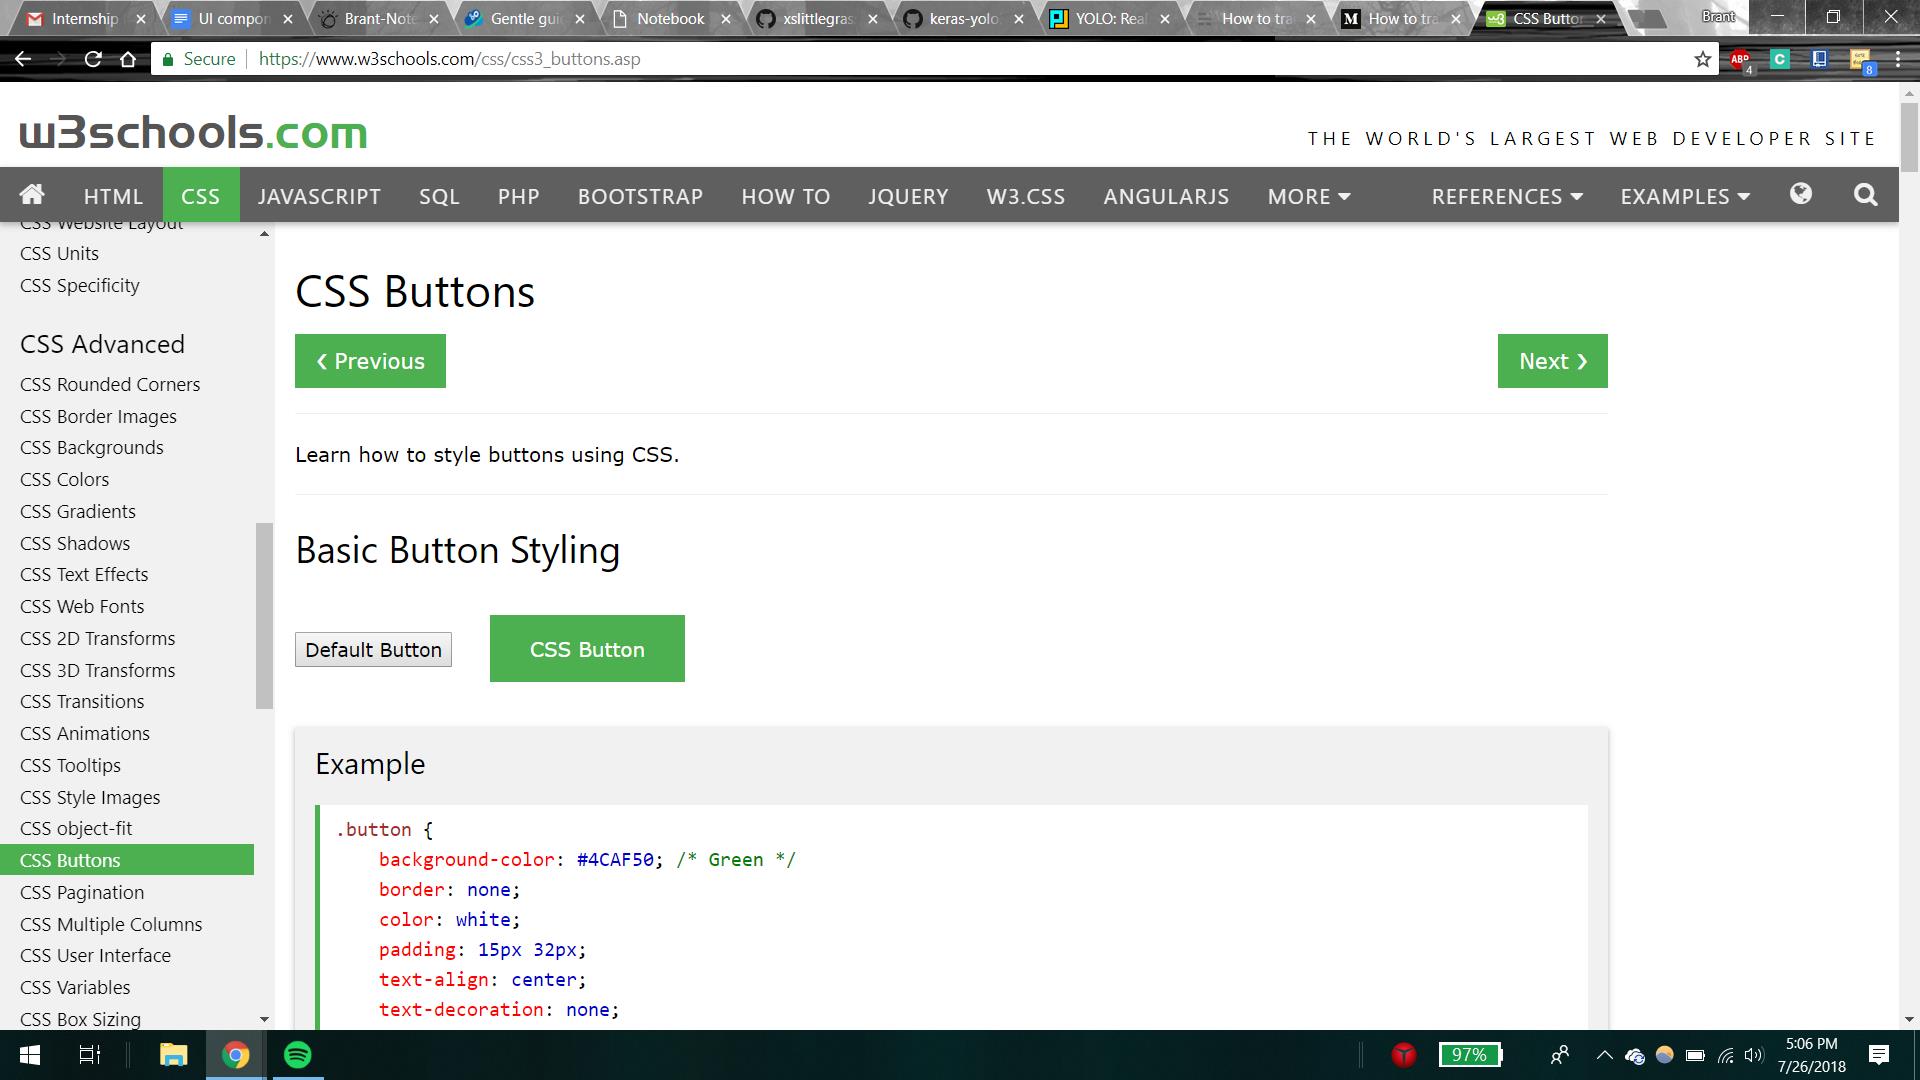 Internship
UI compon
Brant-Note
Gentle guid
Notebook
xslittlegras
keras-yolo
YOLO: Real
How to tra
How to tra
CSS Button
Brant
Secure
https://www.w3schools.com/css/css3_buttons.asp
ABP
4
C
8
w3schools.com
THE WORLD'S LARGEST WEB DEVELOPER SITE
HTML
CSS
JAVASCRIPT
SQL
PHP
BOOTSTRAP
HOW TO
JQUERY
W3.CSS
ANGULARJS
MORE
REFERENCES
EXAMPLES
CSS Website Layout
CSS Units
CSS Specificity
CSS Advanced
CSS Rounded Corners
CSS Border Images
CSS Backgrounds
CSS Colors
CSS Gradients
CSS Shadows
CSS Text Effects
CSS Web Fonts
CSS 2D Transforms
CSS 3D Transforms
CSS Transitions
CSS Animations
CSS Tooltips
CSS Style Images
CSS object-fit
CSS Buttons
CSS Pagination
CSS Multiple Columns
CSS User Interface
CSS Variables
CSS Box Sizing
CSS Buttons
❮ Previous
Next ❯
Learn how to style buttons using CSS.
Basic Button Styling
Default Button
CSS Button
Example
.button {
background-color: #4CAF50; /* Green */
border: none;
color: white;
padding: 15px 32px;
text-align: center;
text-decoration: none;
97%
5:06 PM
7/26/2018